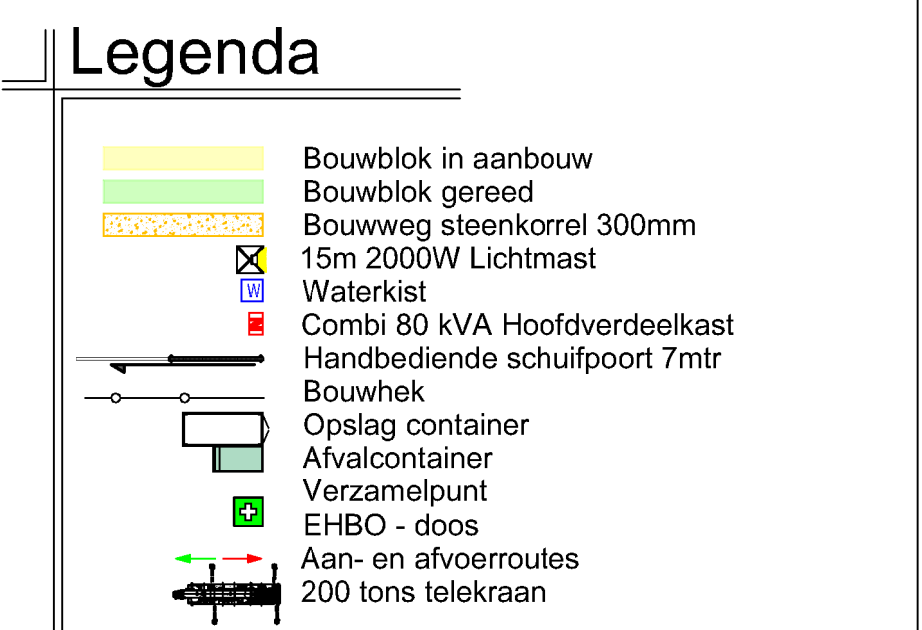 Legenda
Bouwblok in aanbouw
Bouwblok gereed
Bouwweg steenkorrel 300mm
15m 2000W Lichtmast
W Waterkist
Combi 80 kVA Hoofdverdeelkast
Handbediende schuifpoort 7mtr
Bouwhek
Opslag container
Afvalcontainer
Verzamelpunt
EHBO - doos
Aan- en afvoerroutes
200 tons telekraan